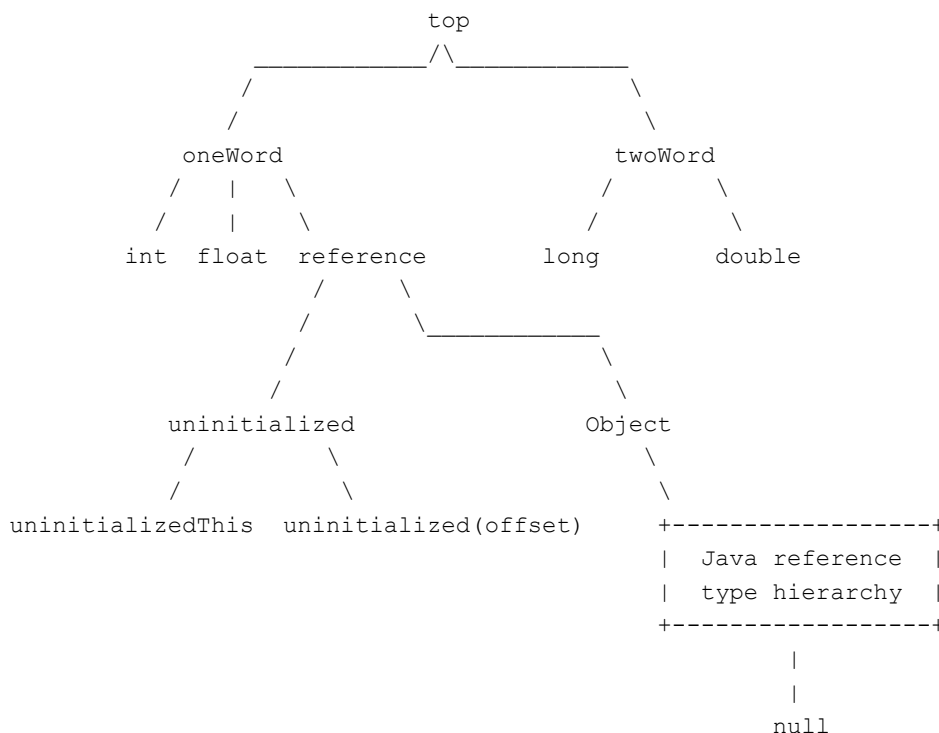 top
oneWord twoWord
int float reference long double
uninitialized Object
uninitializedThis uninitialized(offset)
Java reference
type hierarchy
null